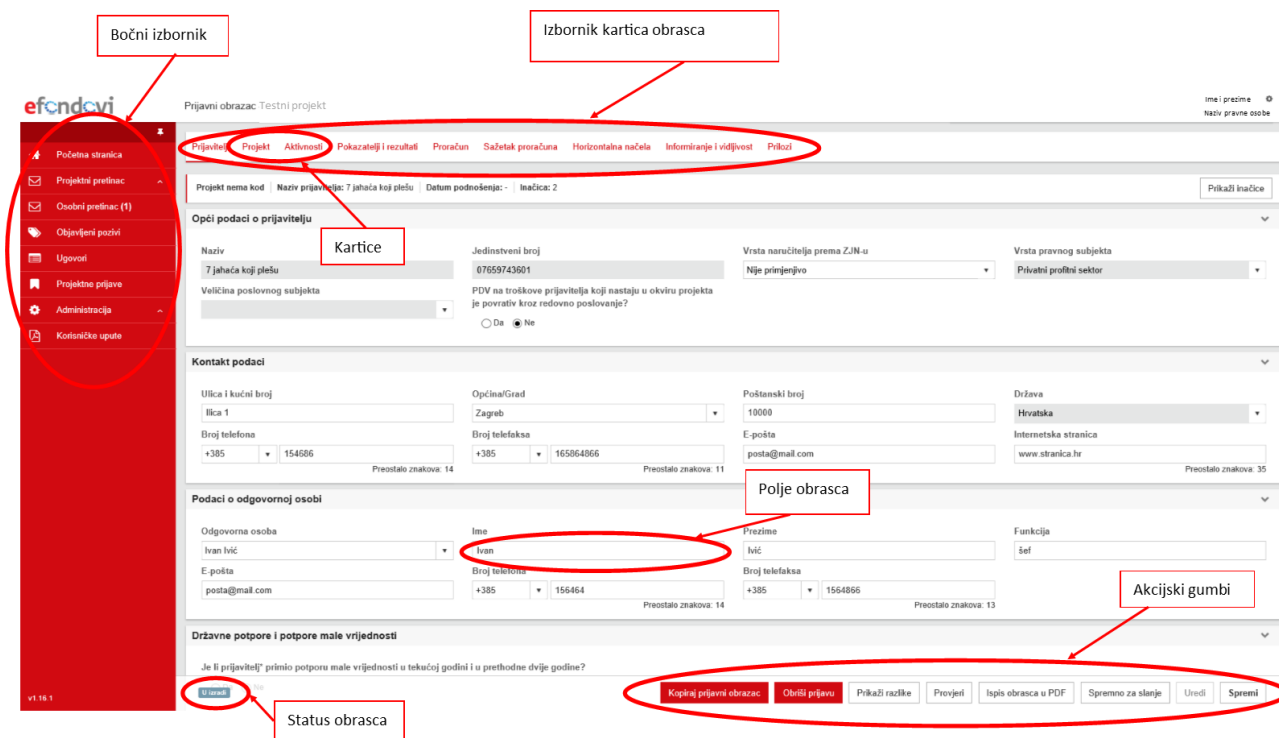 Bočni izbornik
Izbornik kartica obrasca
efondovi
Prijavni obrazac Testni projekt
Ime i prezime
Naziv pravne osobe
Početna stranica
Projektni pretinac
Osobni pretinac (1)
Objavljeni pozivi
Ugovori
Projektne prijave
Administracija
Korisničke upute
v1.16.1
Prijavitelj Projekt Aktivnosti Pokazatelji i rezultati Proračun Sažetak proračuna Horizontalna načela Informiranje i vidljivost Prilozi
Projekt nema kod Naziv prijavitelja: 7 jahača koji plešu Datum podnošenja: - Inačica: 2 Prikaži inačice
Kartice
Opći podaci o prijavitelju
Naziv Jedinstveni broj Vrsta naručitelja prema ZJN-u Vrsta pravnog subjekta
7 jahaća koji plešu 07659743601 Nije primjenjivo Privatni profitni sektor
Veličina poslovnog subjekta PDV na troškove prijavitelja koji nastaju u okviru projekta
je povrativ kroz redovno poslovanje?
Da Ne
Kontakt podaci
Ulica i kućni broj Općina/Grad Poštanski broj Država
Ilica 1 Zagreb 10000 Hrvatska
Broj telefona Broj telefaksa E-pošta Internetska stranica
+385 154686 +385 165864866 posta@mail.com www.stranica.hr
Preostalo znakova: 14 Preostalo znakova: 11 Preostalo znakova: 35
Polje obrasca
Podaci o odgovornoj osobi
Odgovorna osoba Ime Prezime Funkcija
Ivan Ivić Ivan Ivić šef
E-pošta Broj telefona Broj telefaksa
posta@mail.com +385 156464 +385 1564866
Preostalo znakova: 14 Preostalo znakova: 13
Akcijski gumbi
Državne potpore i potpore male vrijednosti
Je li prijavitelj* primio potporu male vrijednosti u tekućoj godini i u prethodne dvije godine?
U izradi Ne
Kopiraj prijavni obrazac Obriši prijavu Prikaži razlike Provjeri Ispis obrasca u PDF Spremno za slanje Uredi Spremi
Status obrasca